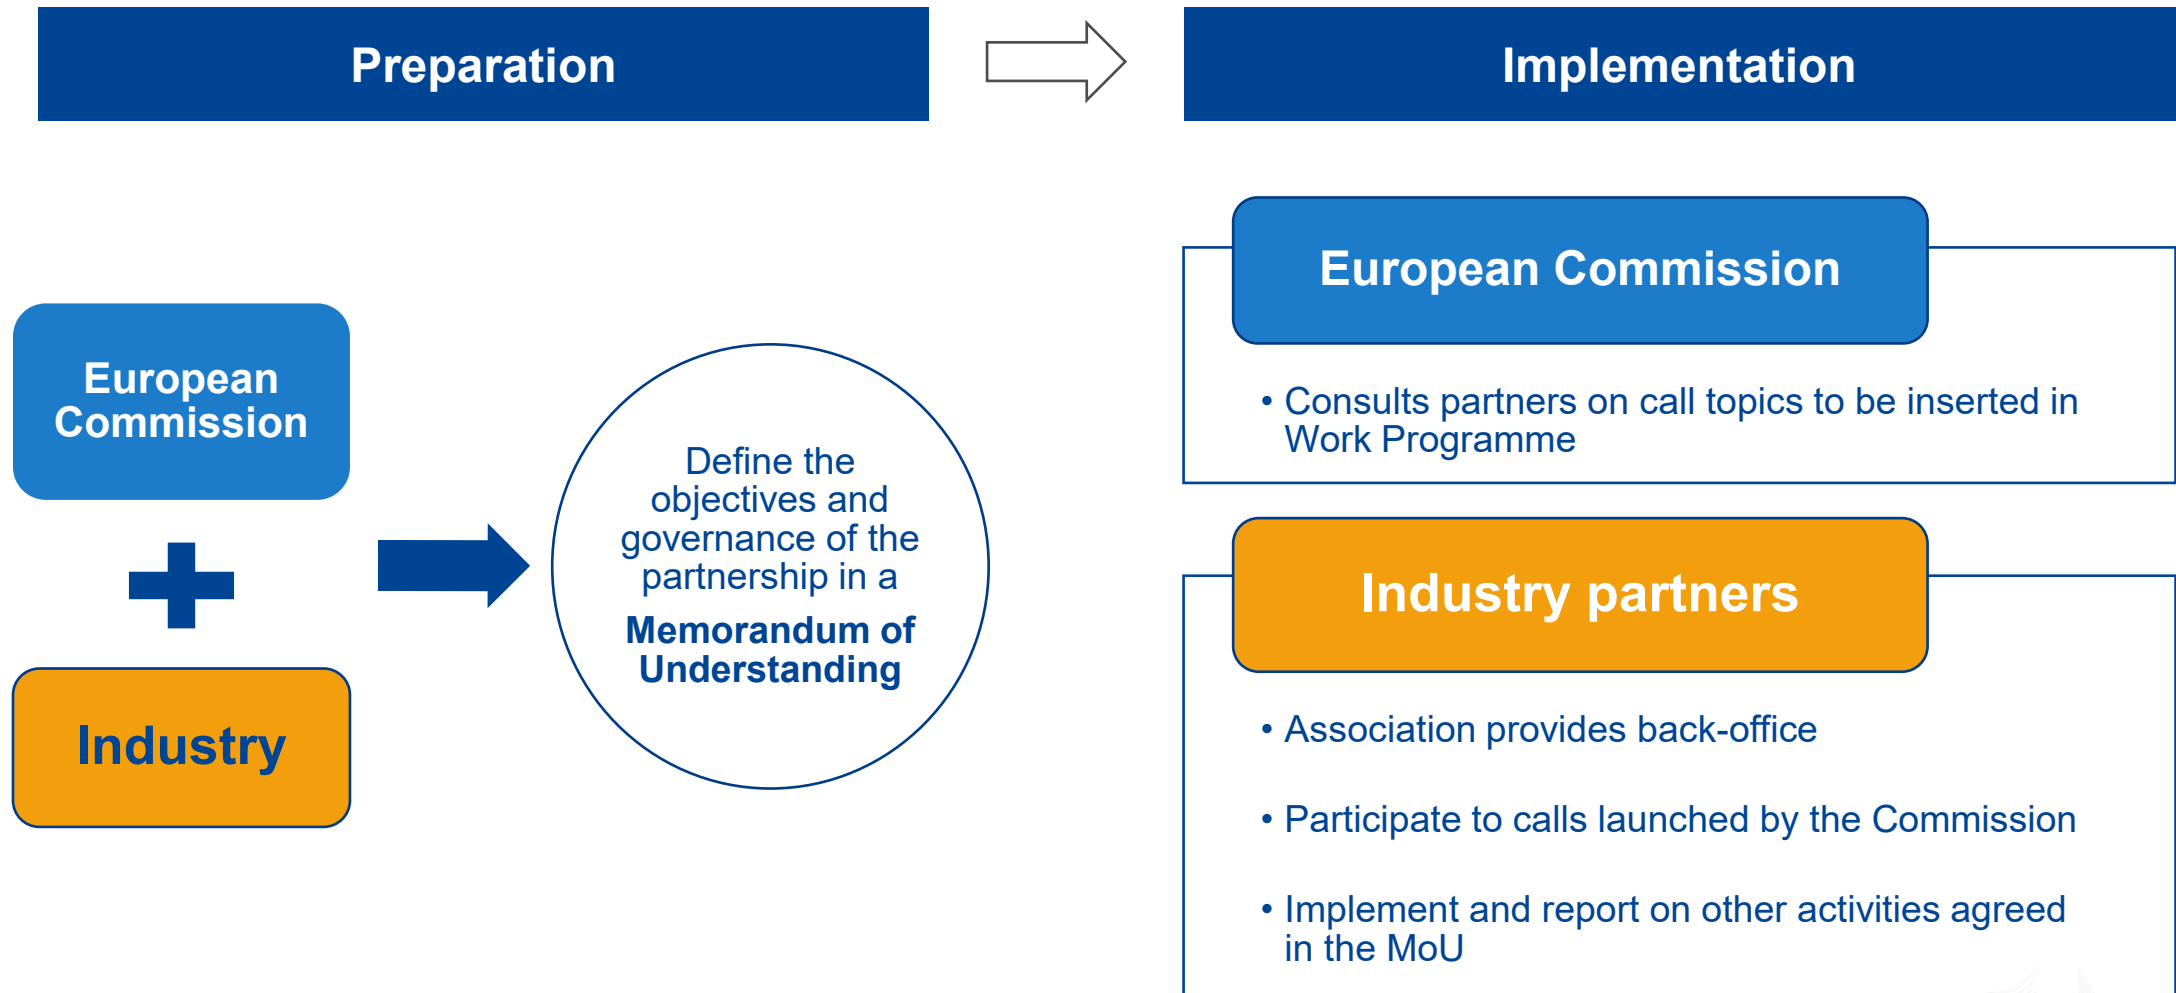 Preparation
Implementation
European
Commission
Industry
Define the
objectives and
governance of the
partnership in a
Memorandum of
Understanding
European Commission
• Consults partners on call topics to be inserted in
Work Programme
Industry partners
• Association provides back-office
• Participate to calls launched by the Commission
• Implement and report on other activities agreed
in the MoU